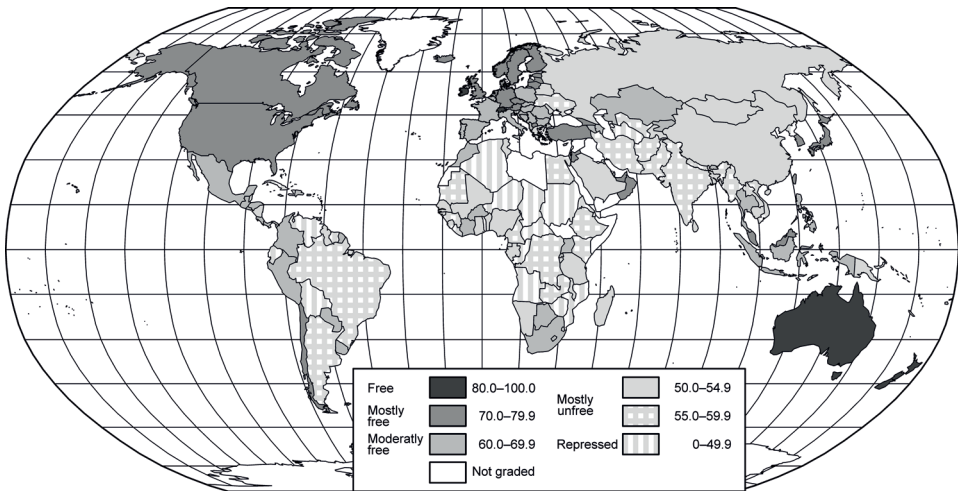 Free 80.0–100.0
Mostly free 70.0–79.9
Moderatly free 60.0–69.9
Not graded
Mostly unfree 50.0–54.9
55.0–59.9
Repressed 0–49.9